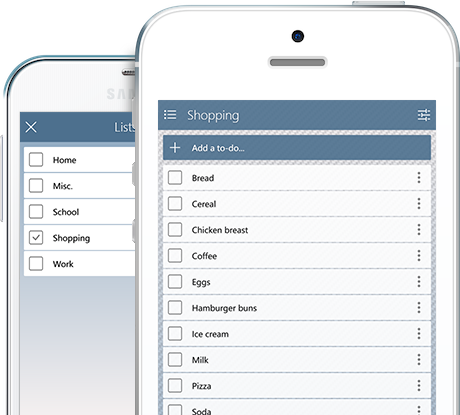 SAMS
Lists
Home
Misc.
School
Shopping
Work
Shopping
Add a to-do...
Bread
Cereal
Chicken breast
Coffee
Eggs
Hamburger buns
Ice cream
Milk
Pizza
Soda